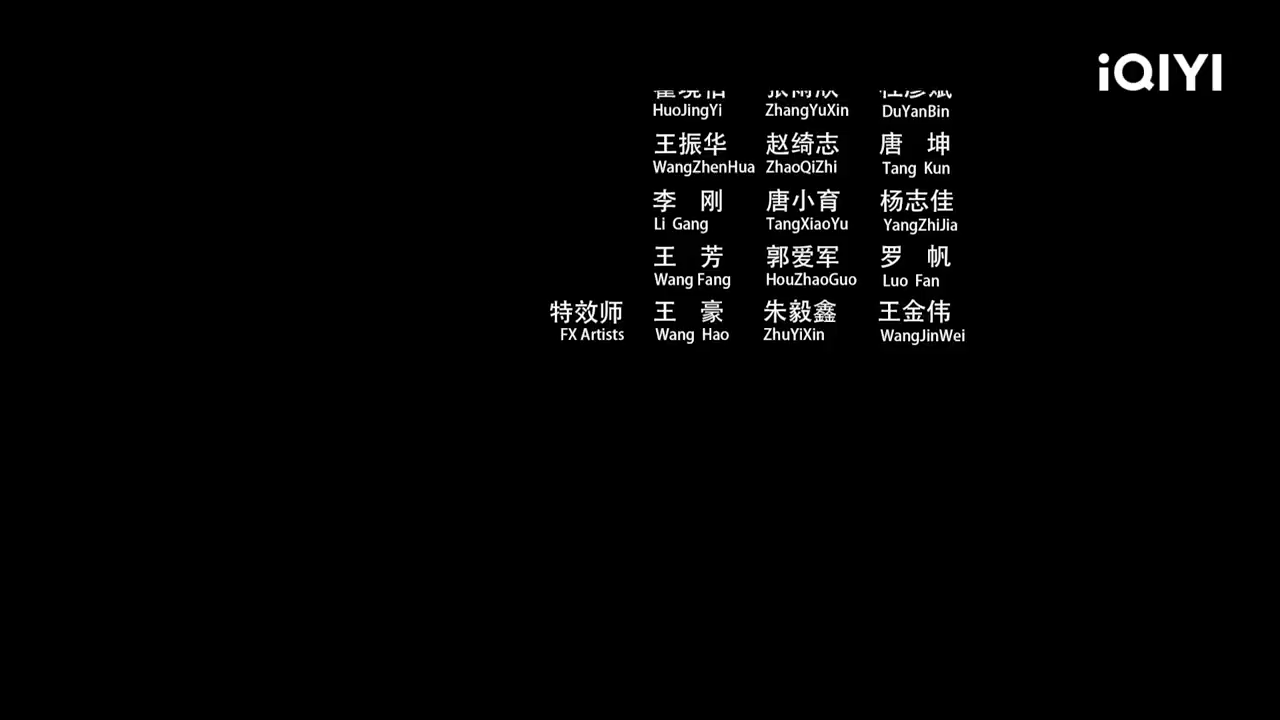 iQIYI
HuoJingYi ZhangYuXin DuYanBin
王振华 赵绮志 唐 坤
WangZhenHua ZhaoQiZhi Tang Kun
李 刚 唐小育 杨志佳
Li Gang TangXiaoYu YangZhiJia
王 芳 郭爱军 罗 帆
Wang Fang HouZhaoGuo Luo Fan
特效师 王 豪 朱毅鑫 王金伟
FX Artists Wang Hao ZhuYiXin WangJinWei